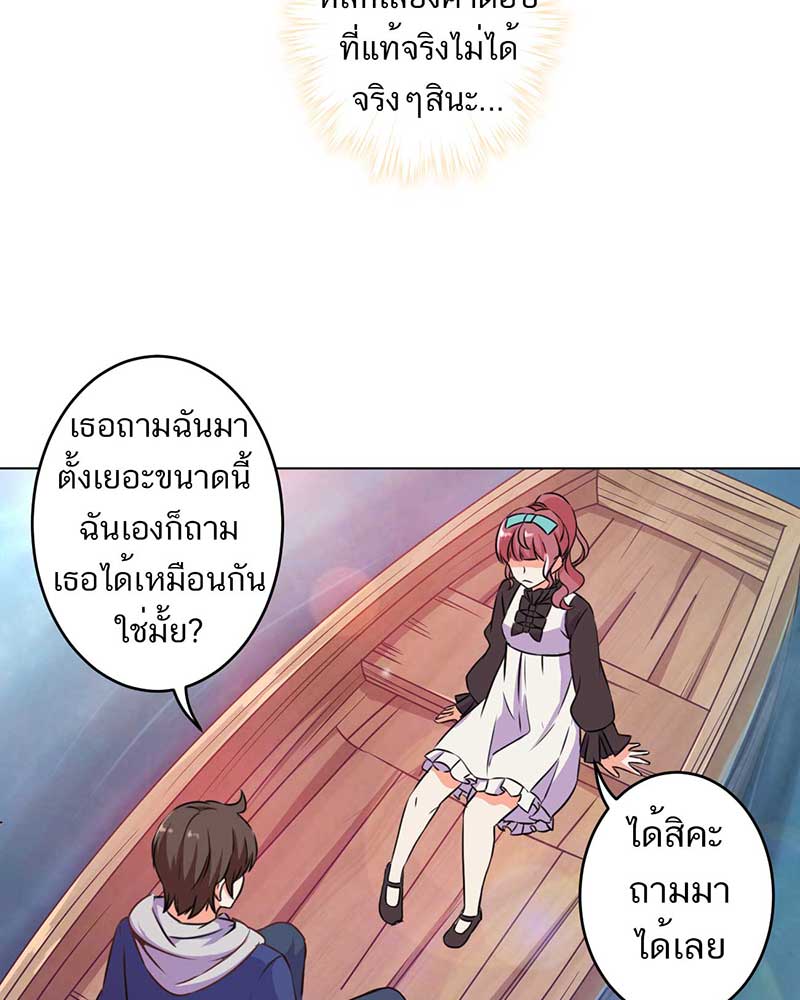 ที่แท้จริงไม่ได้
จริงๆสินะ...
เธอถามฉันมา
ตั้งเยอะขนาดนี้
ฉันเองก็ถาม
เธอได้เหมือนกัน
ใช่มั้ย?
ได้สิคะ
ถามมา
ได้เลย